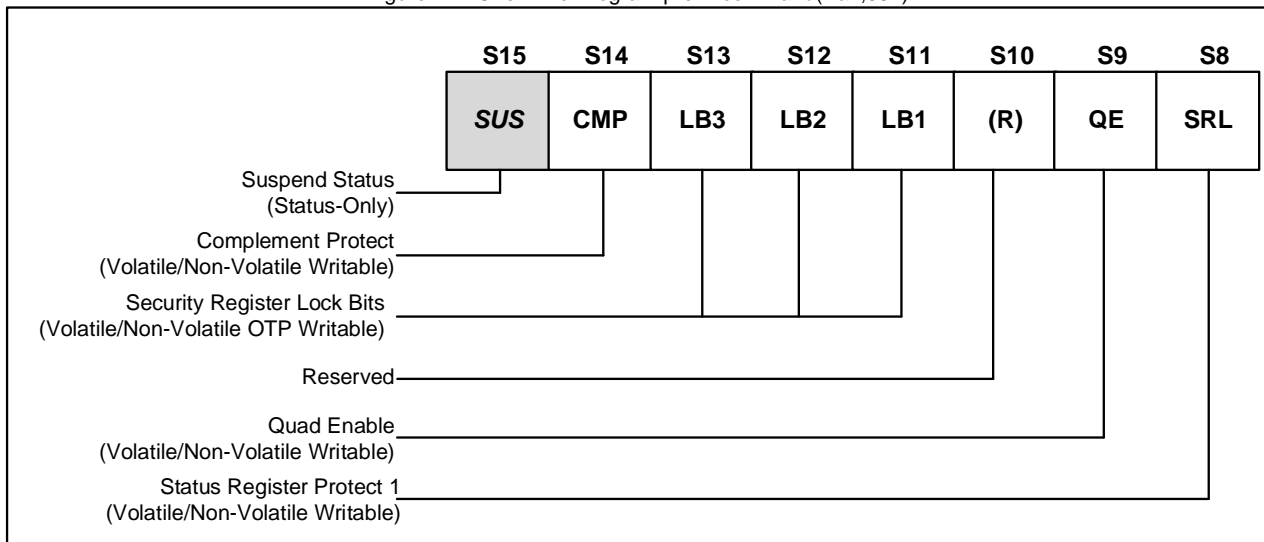 S15 S14 S13 S12 S11 S10 S9 S8
SUS CMP LB3 LB2 LB1 (R) QE SRL
Suspend Status
(Status-Only)
Complement Protect
(Volatile/Non-Volatile Writable)
Security Register Lock Bits
(Volatile/Non-Volatile OTP Writable)
Reserved
Quad Enable
(Volatile/Non-Volatile Writable)
Status Register Protect 1
(Volatile/Non-Volatile Writable)